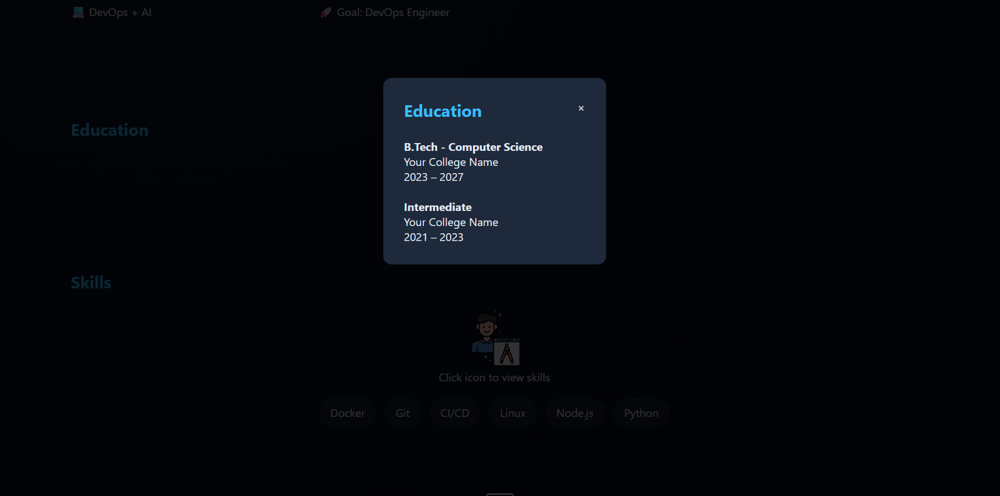 💻 DevOps + AI
🚀 Goal: DevOps Engineer
Education
×
B.Tech - Computer Science
Your College Name
2023 – 2027
Intermediate
Your College Name
2021 – 2023
Education
Skills
Click icon to view skills
Docker
Git
CI/CD
Linux
Node.js
Python